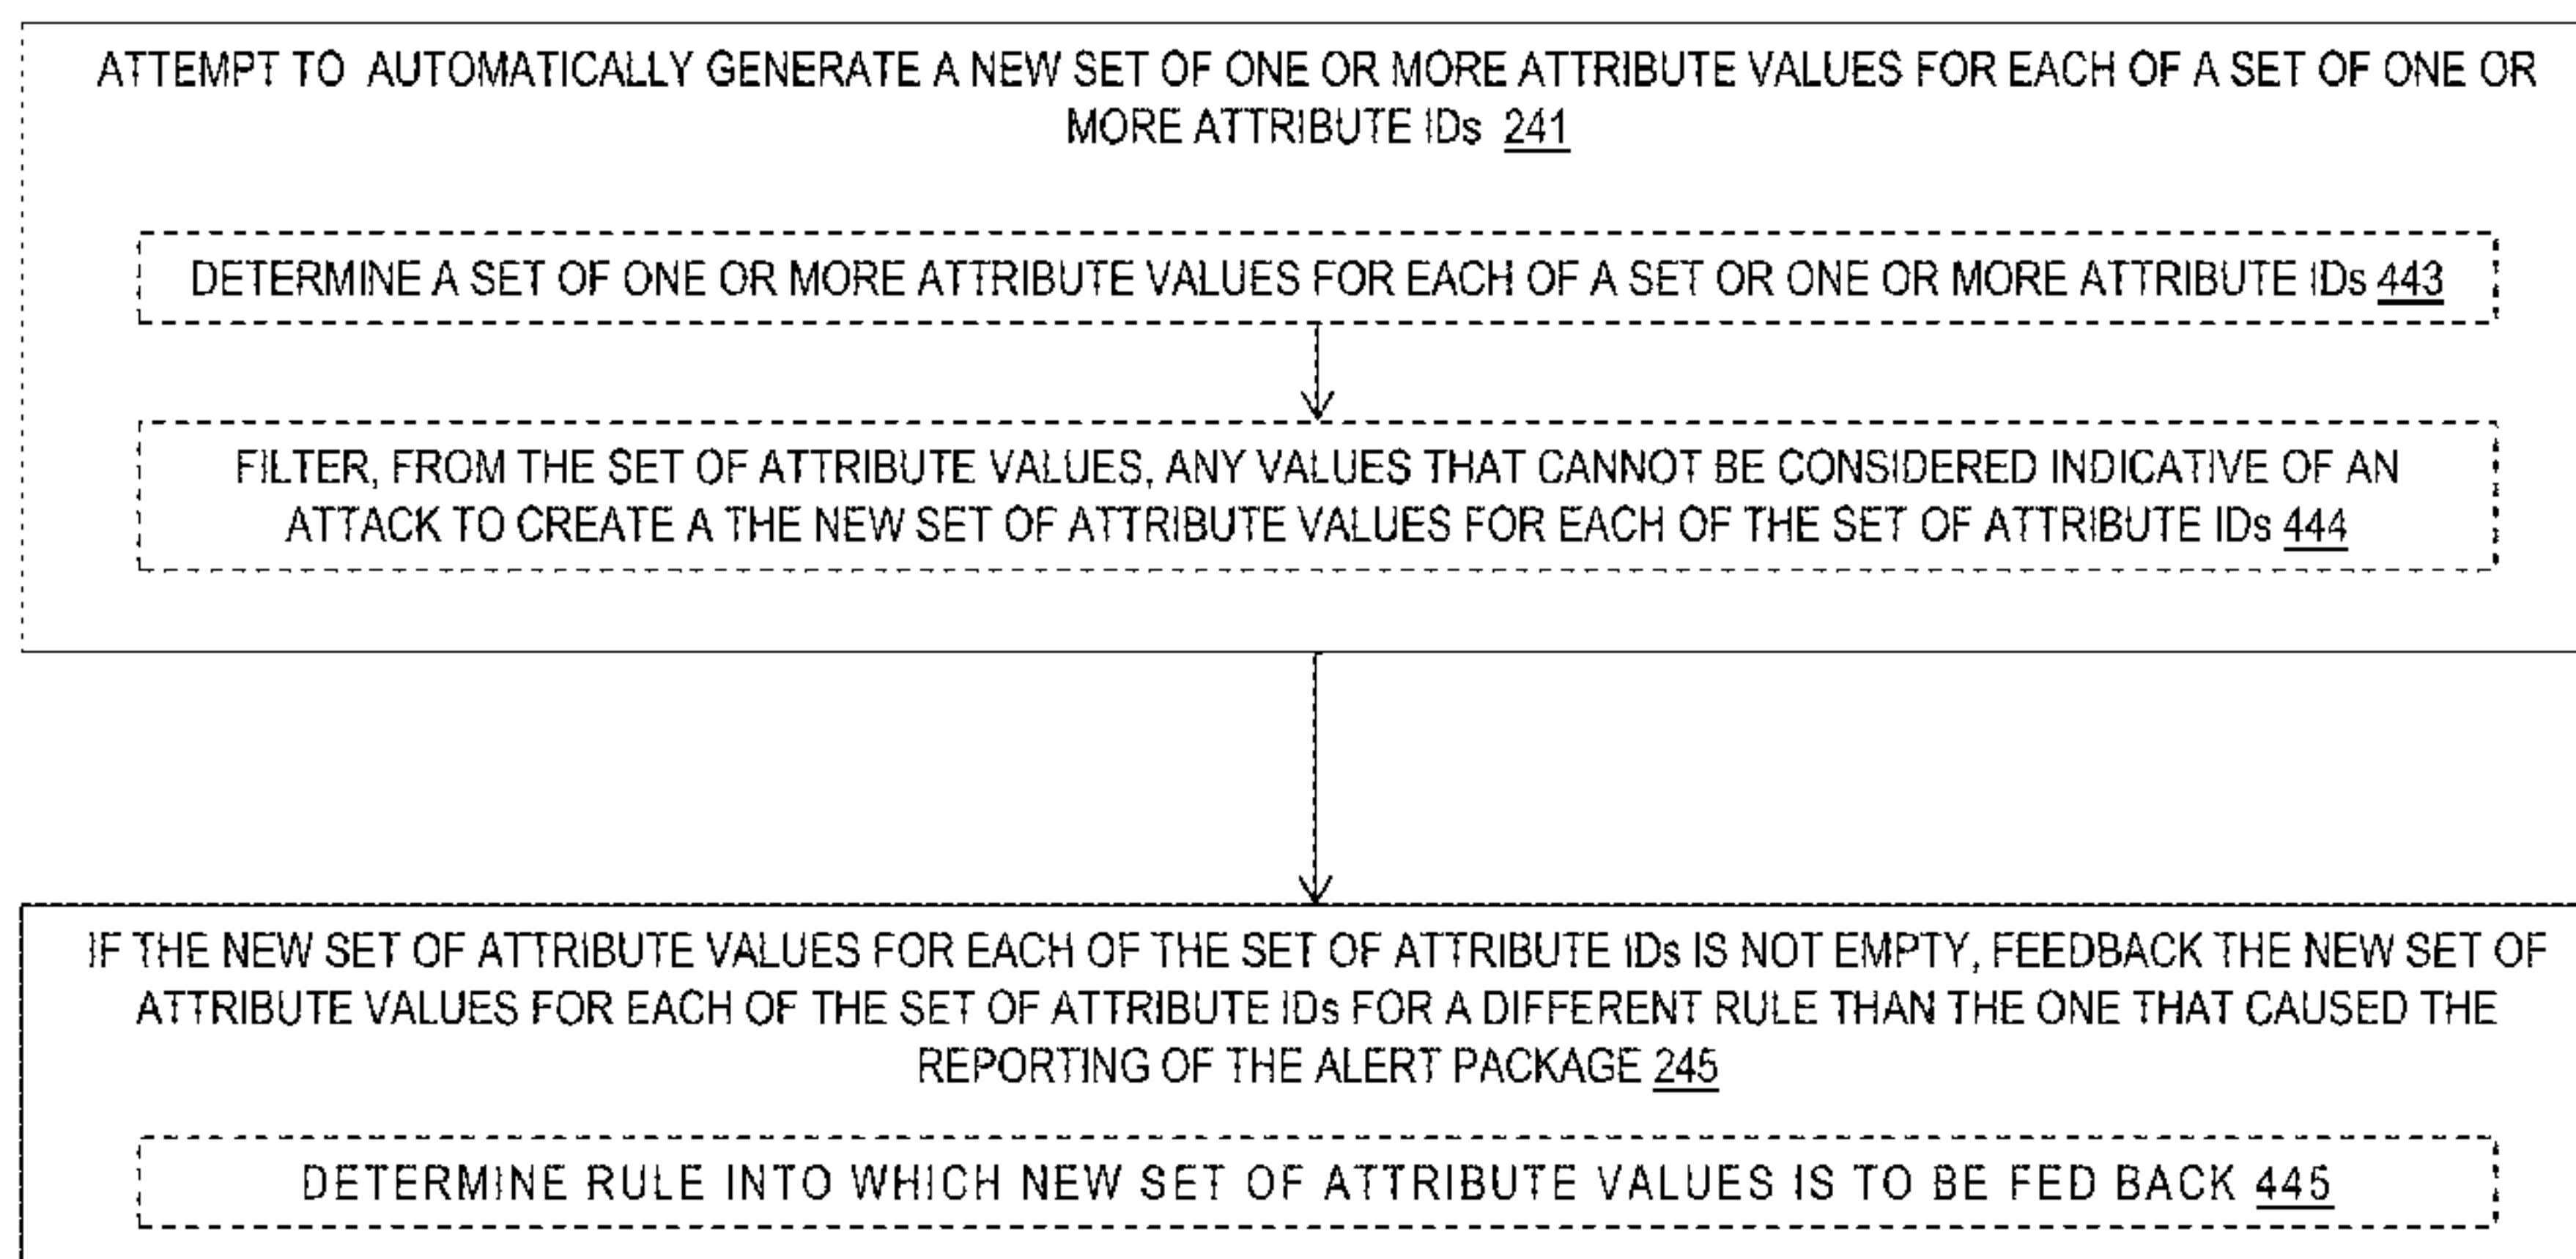 ATTEMPT TO AUTOMATICALLY GENERATE A NEW SET OF ONE OR MORE ATTRIBUTE VALUES FOR EACH OF A SET OF ONE OR
MORE ATTRIBUTE IDs 241
DETERMINE A SET OF ONE OR MORE ATTRIBUTE VALUES FOR EACH OF A SET OR ONE OR MORE ATTRIBUTE IDs 443
FILTER, FROM THE SET OF ATTRIBUTE VALUES, ANY VALUES THAT CANNOT BE CONSIDERED INDICATIVE OF AN
ATTACK TO CREATE A THE NEW SET OF ATTRIBUTE VALUES FOR EACH OF THE SET OF ATTRIBUTE IDs 444
IF THE NEW SET OF ATTRIBUTE VALUES FOR EACH OF THE SET OF ATTRIBUTE IDs IS NOT EMPTY, FEEDBACK THE NEW SET OF
ATTRIBUTE VALUES FOR EACH OF THE SET OF ATTRIBUTE IDs FOR A DIFFERENT RULE THAN THE ONE THAT CAUSED THE
REPORTING OF THE ALERT PACKAGE 245
DETERMINE RULE INTO WHICH NEW SET OF ATTRIBUTE VALUES IS TO BE FED BACK 445